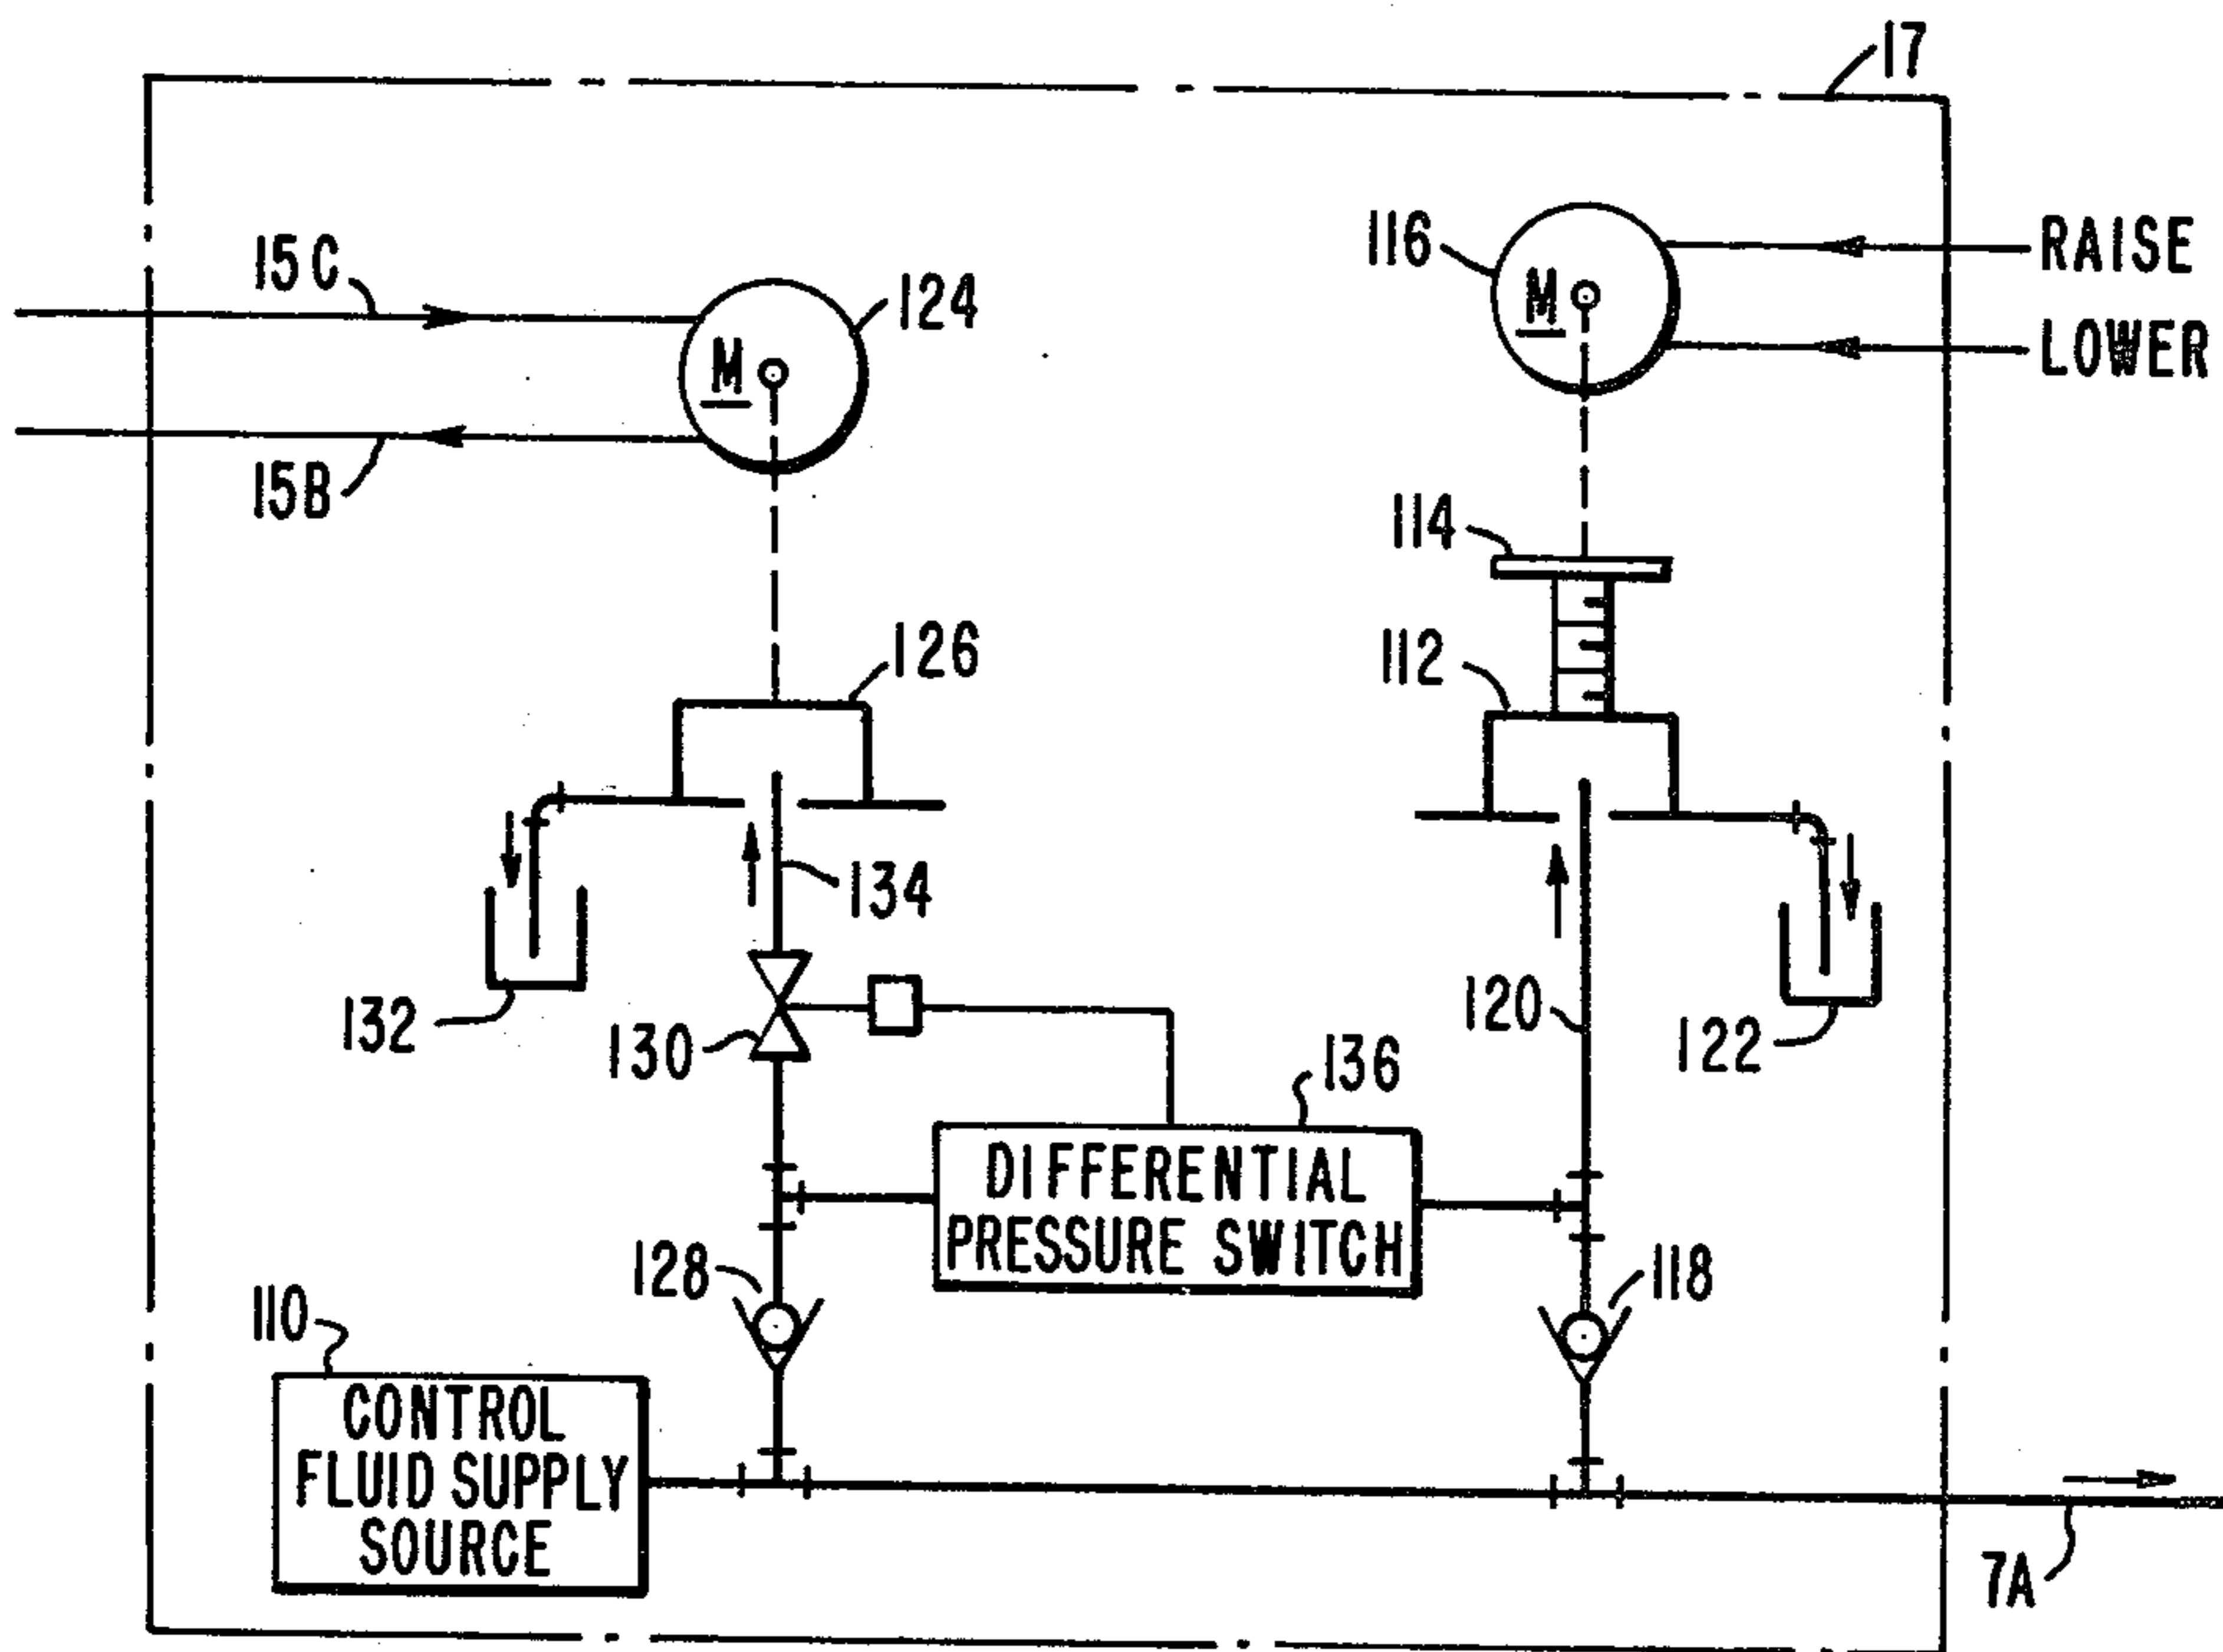 17
15C
124
M
15B
116
M
RAISE
LOWER
114
126
112
134
132
130
120
122
136
DIFFERENTIAL
PRESSURE SWITCH
128
118
110
CONTROL
FLUID SUPPLY
SOURCE
7A